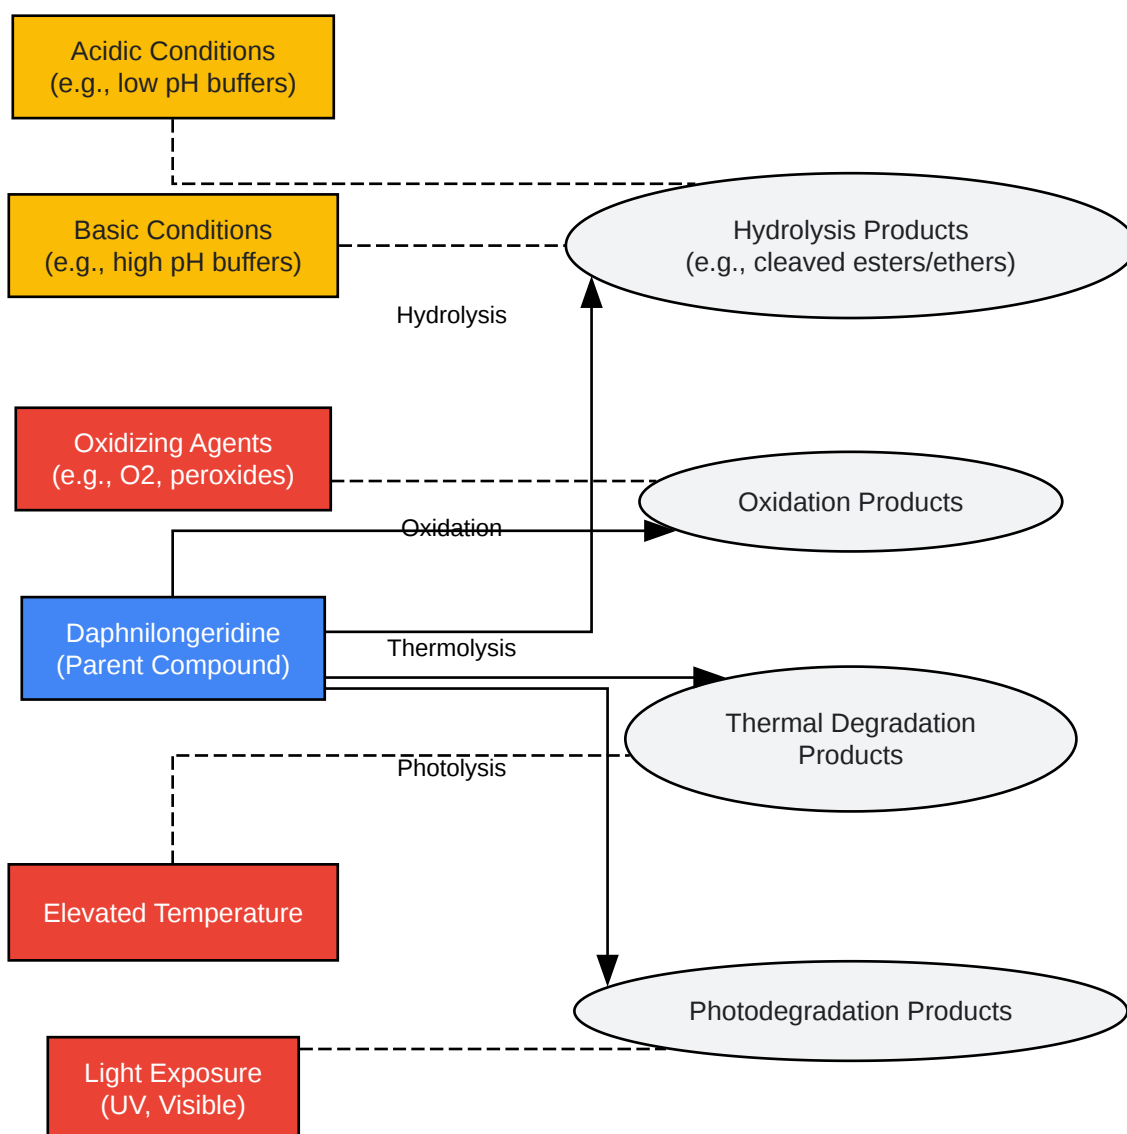 Acidic Conditions
(e.g., low pH buffers)
Basic Conditions
(e.g., high pH buffers)
Hydrolysis Products
(e.g., cleaved esters/ethers)
Hydrolysis
Oxidizing Agents
(e.g., O2, peroxides)
Oxidation Products
Oxidation
Daphnilongeridine
(Parent Compound)
Thermolysis
Thermal Degradation
Products
Photolysis
Elevated Temperature
Photodegradation Products
Light Exposure
(UV, Visible)